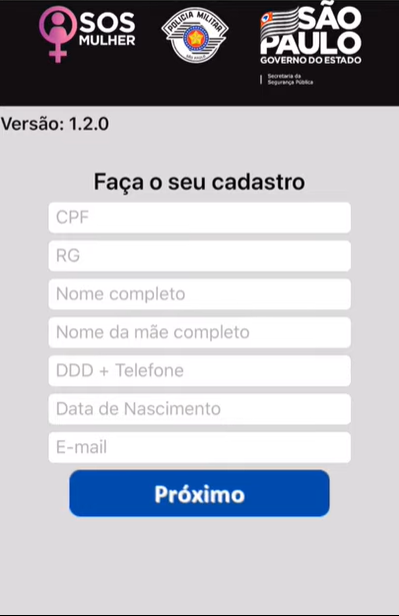 SOS
MULHER
POLÍCIA MILITAR
SÃO PAULO
SÃO
PAULO
GOVERNO DO ESTADO
Secretaria da
Segurança Pública
Versão: 1.2.0
Faça o seu cadastro
CPF
RG
Nome completo
Nome da mãe completo
DDD + Telefone
Data de Nascimento
E-mail
Próximo